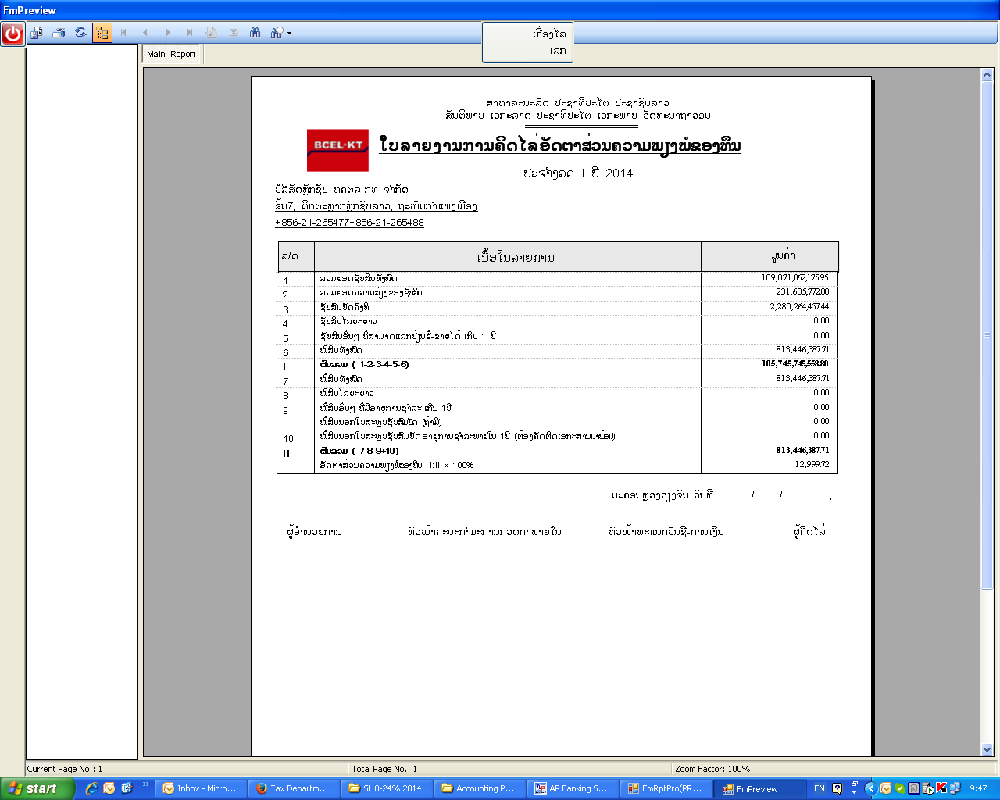 FmPreview
ເຄື່ອງໄລ
ເລກ
Main Report
ສາທາລະນະລັດ ປະຊາທິປະໄຕ ປະຊາຊົນລາວ
ສັນຕິພາບ ເອກະລາດ ປະຊາທິປະໄຕ ເອກະພາບ ວັດທະນາຖາວອນ
BCEL-KT
ໃບລາຍງານການຄິດໄລ່ອັດຕາສ່ວນຄວາມພຽງພໍຂອງທຶນ
ປະຈຳງວດ I ປີ 2014
ບໍລິສັດຫຼັກຊັບ ທຄຕລ-ກທ ຈຳກັດ
ຊັ້ນ7, ຕຶກຕະຫຼາດຫຼັກຊັບລາວ, ຖະໜົນກຳແພງເມືອງ
+856-21-265477+856-21-265488
ລ/ດ ເນື້ອໃນລາຍການ ມູນຄ່າ
1 ລວມຍອດຊັບສິນທັງໝົດ 109,071,062,175.95
2 ລວມຍອດຄວາມສ່ຽງຂອງຊັບສິນ 231,605,772.00
3 ຊັບສົມບັດຄົງທີ່ 2,280,264,457.44
4 ຊັບສິນໄລຍະຍາວ 0.00
5 ຊັບສິນອື່ນໆ ທີ່ສາມາດແລກປ່ຽນຊື້-ຂາຍໄດ້ ເກີນ 1 ປີ 0.00
6 ໜີ້ສິນທັງໝົດ 813,446,387.71
I ຜົນລວມ ( 1-2-3-4-5-6) 105,745,745,558.80
7 ໜີ້ສິນທັງໝົດ 813,446,387.71
8 ໜີ້ສິນໄລຍະຍາວ 0.00
9 ໜີ້ສິນອື່ນໆ ທີ່ມີອາຍຸການຊຳລະ ເກີນ 1ປີ 0.00
ໜີ້ສິນນອກໃບສະຫຼຸບຊັບສົມບັດ (ຖ້າມີ) 0.00
10 ໜີ້ສິນນອກໃບສະຫຼຸບຊັບສົມບັດ ອາຍຸການຊຳລະພາຍໃນ 1ປີ (ຕ້ອງຄັດຕິດເອກະສານມາພ້ອມ) 0.00
II ຜົນລວມ ( 7-8-9+10) 813,446,387.71
ອັດຕາສ່ວນຄວາມພຽງພໍຂອງທຶນ I÷II x 100% 12,999.72
ນະຄອນຫຼວງວຽງຈັນ ວັນທີ : ......../......../............ ,
ຜູ້ອຳນວຍການ ຫົວໜ້າຄະນະກຳມະການກວດກາພາຍໃນ ຫົວໜ້າພະແນກບັນຊີ-ການເງິນ ຜູ້ຄິດໄລ່
Current Page No.: 1 Total Page No.: 1 Zoom Factor: 100%
start Inbox - Micro... Tax Departm... SL 0-24% 2014 Accounting P... AP Banking S... FmRptPro(PR... FmPreview EN 9:47